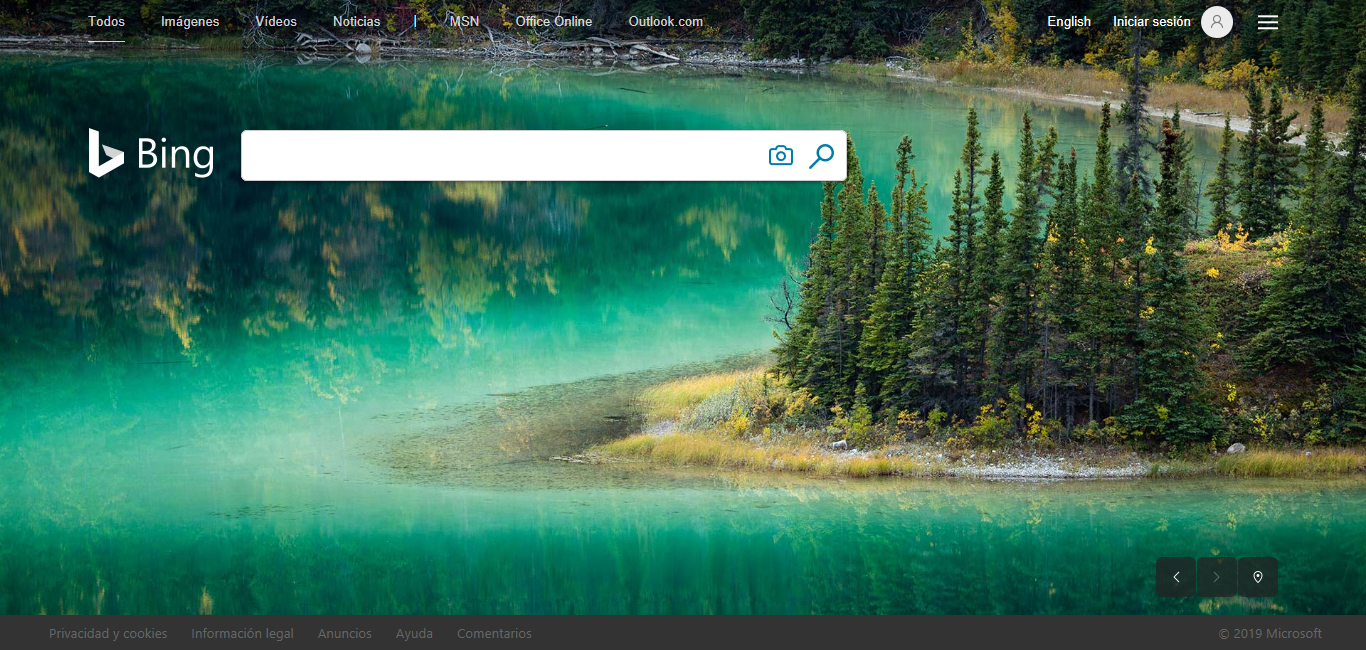 Todos Imágenes Vídeos Noticias | MSN Office Online Outlook.com English Iniciar sesión
Bing
Privacidad y cookies Información legal Anuncios Ayuda Comentarios © 2019 Microsoft